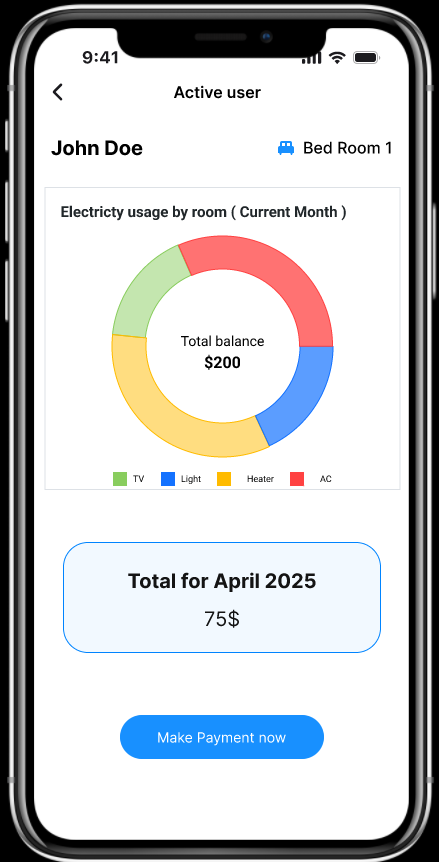 9:41
Active user
John Doe
Bed Room 1
Electricty usage by room ( Current Month )
Total balance
$200
TV Light Heater AC
Total for April 2025
75$
Make Payment now